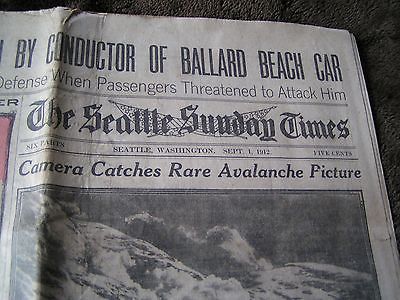 BY CONDUCTOR OF BALLARD BEACH CAR
Defense When Passengers Threatened to Attack Him
The Seattle Sunday Times
SIX PARTS SEATTLE, WASHINGTON, SEPT. 1, 1912 FIVE CENTS
Camera Catches Rare Avalanche Picture